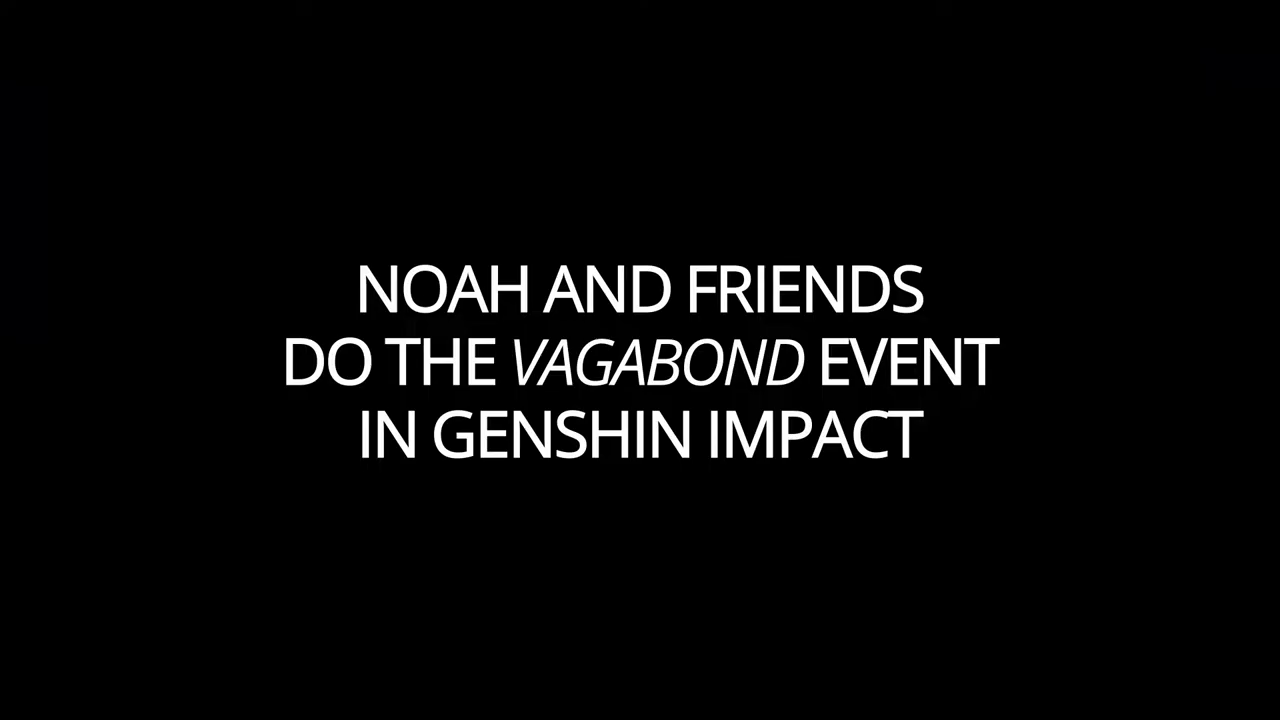 NOAH AND FRIENDS
DO THE VAGABOND EVENT
IN GENSHIN IMPACT